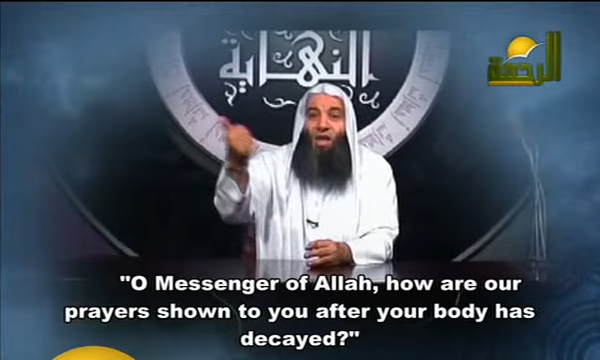 النهاية
الرحمة
"O Messenger of Allah, how are our
prayers shown to you after your body has
decayed?"